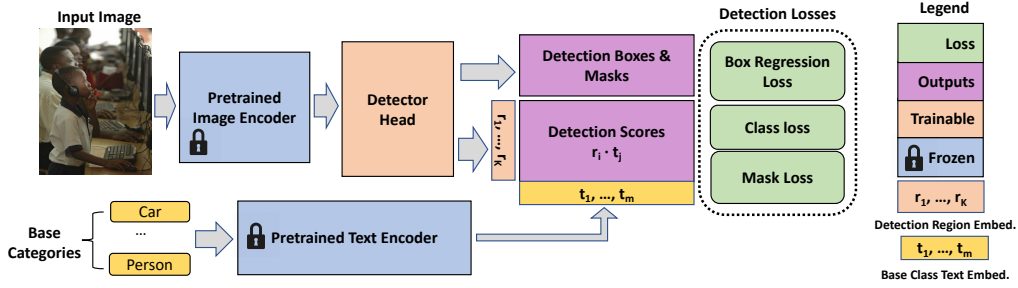 Input Image
Pretrained
Image Encoder
Detector
Head
r1, ..., rK
Detection Boxes &
Masks
Detection Scores
ri · tj
t1, ..., tm
Detection Losses
Box Regression
Loss
Class loss
Mask Loss
Base
Categories
Car
...
Person
Pretrained Text Encoder
Legend
Loss
Outputs
Trainable
Frozen
r1, ..., rK
Detection Region Embed.
t1, ..., tm
Base Class Text Embed.